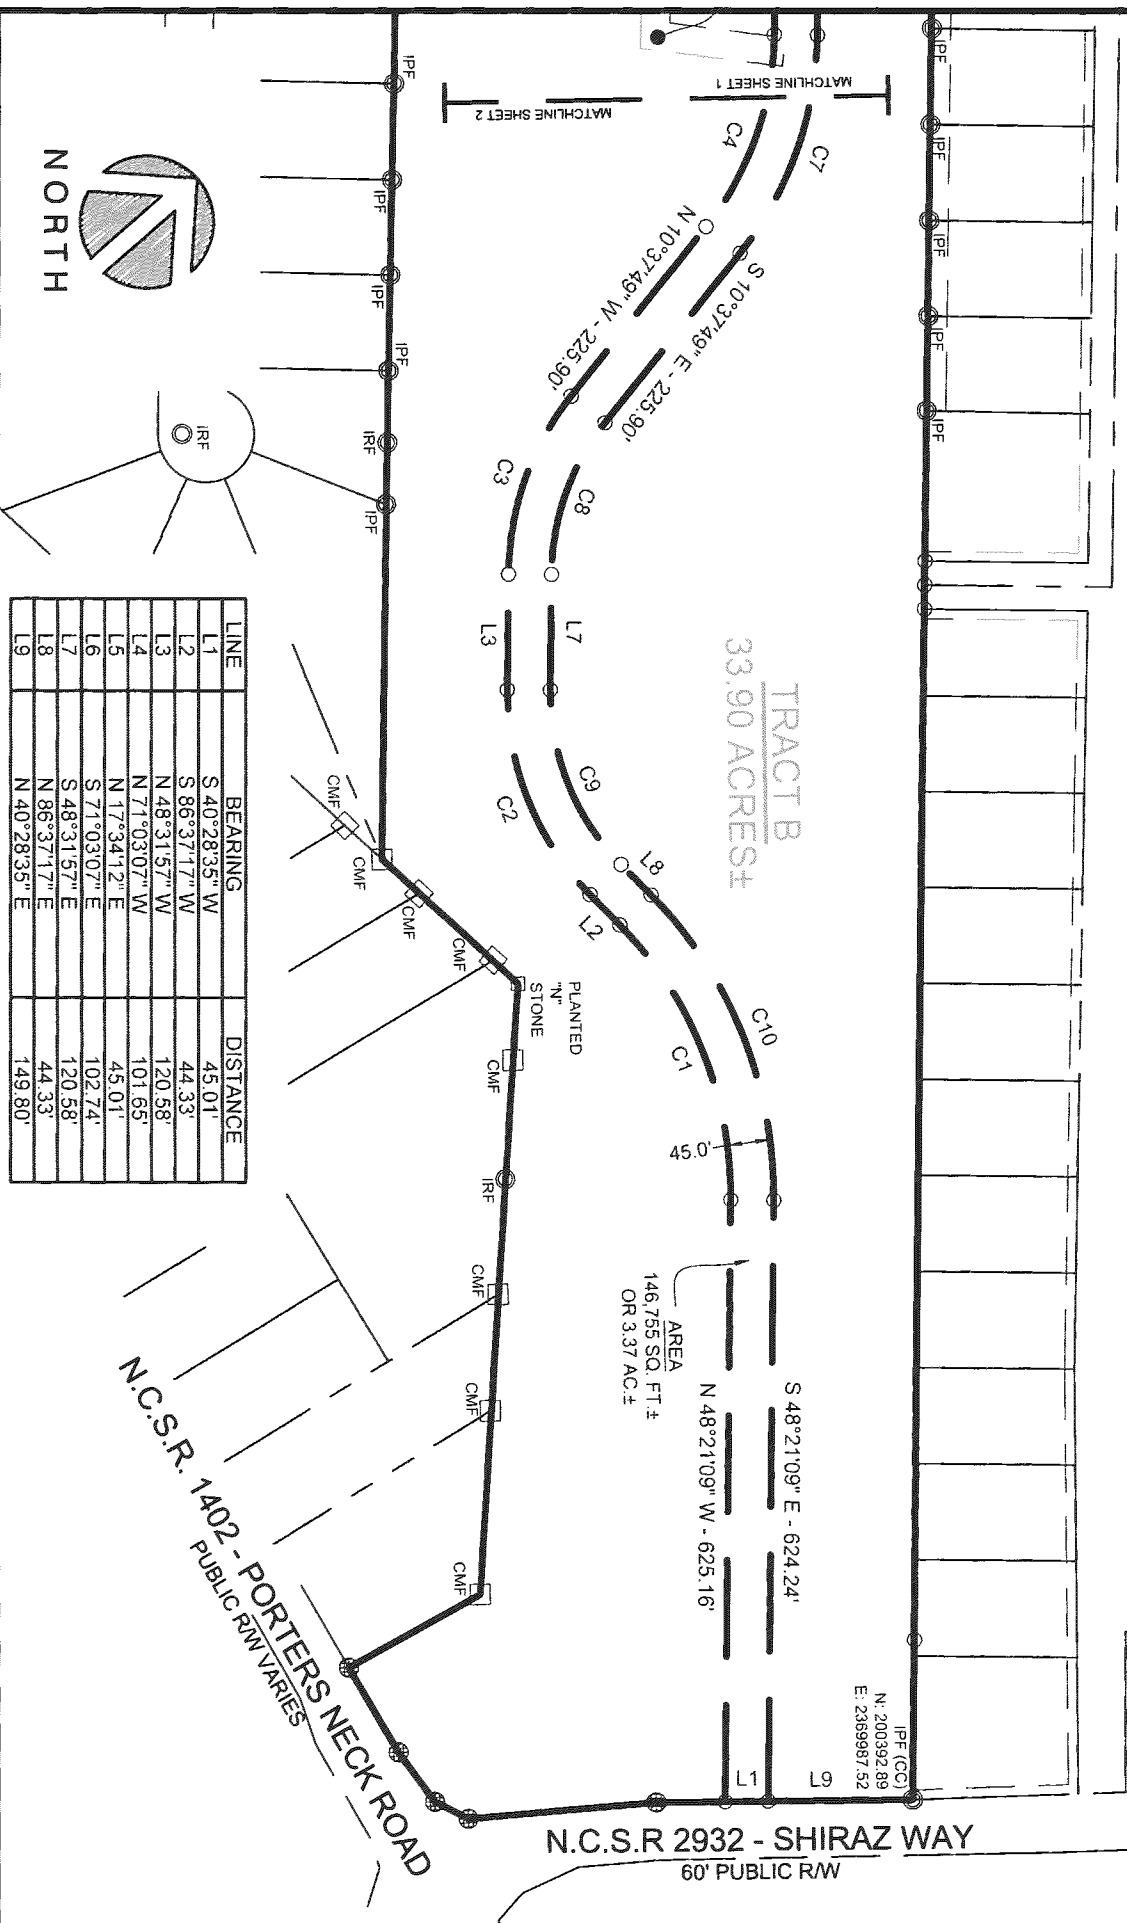 MATCHLINE SHEET 1
MATCHLINE SHEET 2
NORTH
IPF
IPF
IPF
IPF
IRF
IPF
IRF
IPF
IPF
IPF
IPF
IPF
C4
C7
N 10°37'49" W - 225.90'
S 10°37'49" E - 225.90'
C3
C8
L3
L7
C2
C9
L2
L8
C1
C10
TRACT B
33.90 ACRES±
CMF
CMF
CMF
CMF
PLANTED
"N"
STONE
CMF
IRF
CMF
CMF
CMF
45.0'
AREA
146,755 SQ. FT.±
OR 3.37 AC.±
S 48°21'09" E - 624.24'
N 48°21'09" W - 625.16'
L1
L9
IPF (CC)
N: 200392.89
E: 2369987.52
N.C.S.R 2932 - SHIRAZ WAY
60' PUBLIC R/W
N.C.S.R. 1402 - PORTERS NECK ROAD
PUBLIC R/W VARIES
LINE BEARING DISTANCE
L1 S 40°28'35" W 45.01'
L2 S 86°37'17" W 44.33'
L3 N 48°31'57" W 120.58'
L4 N 71°03'07" W 101.65'
L5 N 17°34'12" E 45.01'
L6 S 71°03'07" E 102.74'
L7 S 48°31'57" E 120.58'
L8 N 86°37'17" E 44.33'
L9 N 40°28'35" E 149.80'